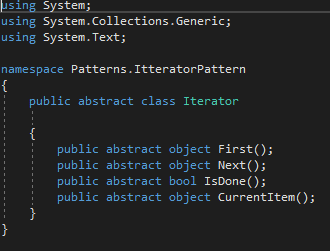 using System;
using System.Collections.Generic;
using System.Text;
namespace Patterns.ItteratorPattern
{
public abstract class Iterator
{
public abstract object First();
public abstract object Next();
public abstract bool IsDone();
public abstract object CurrentItem();
}
}